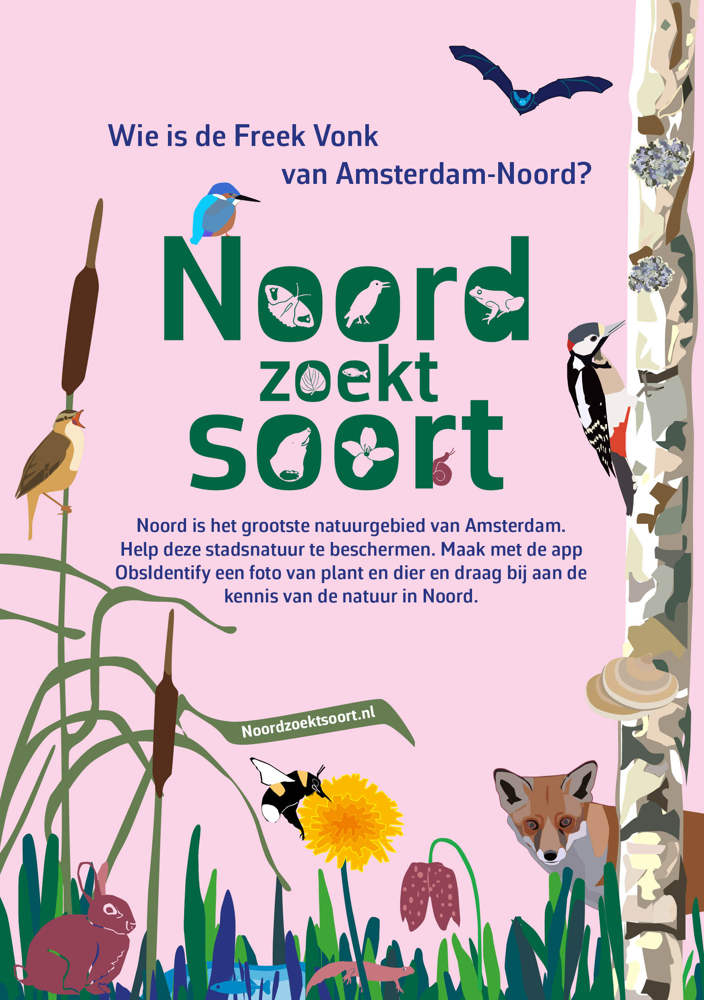 Wie is de Freek Vonk
van Amsterdam-Noord?
Noord
zoekt
soort
Noord is het grootste natuurgebied van Amsterdam.
Help deze stadsnatuur te beschermen. Maak met de app
ObsIdentify een foto van plant en dier en draag bij aan de
kennis van de natuur in Noord.
Noordzoektsoort.nl